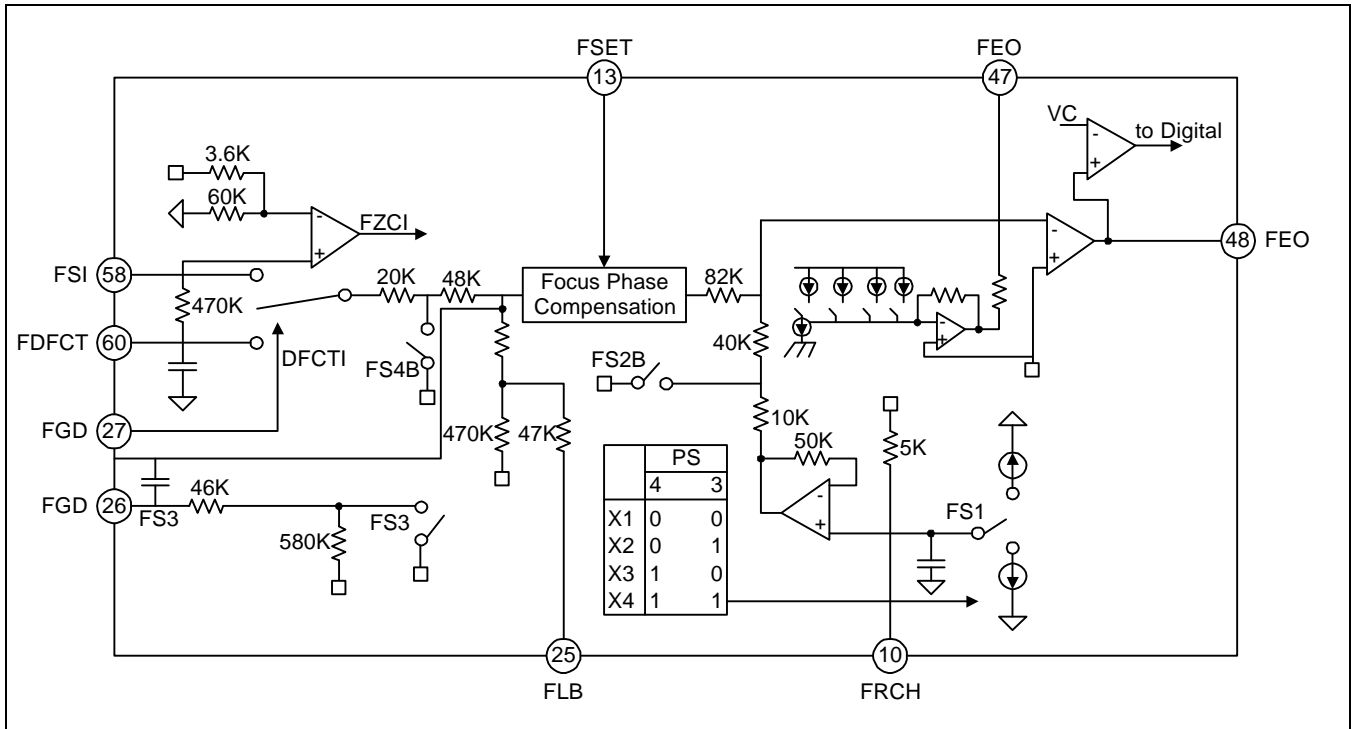 FSET
13
FEO
47
VC
-
+
to Digital
3.6K
60K
-
+
FZCI
FSI
58
48
FEO
20K
48K
Focus Phase
Compensation
82K
-
+
470K
-
+
FDFCT
60
DFCTI
FS4B
40K
FS2B
FGD
27
10K
470K
47K
50K
5K
PS
4 3
X1 0 0
X2 0 1
X3 1 0
X4 1 1
-
+
FS1
FGD
26
FS3
46K
580K
FS3
25
FLB
10
FRCH